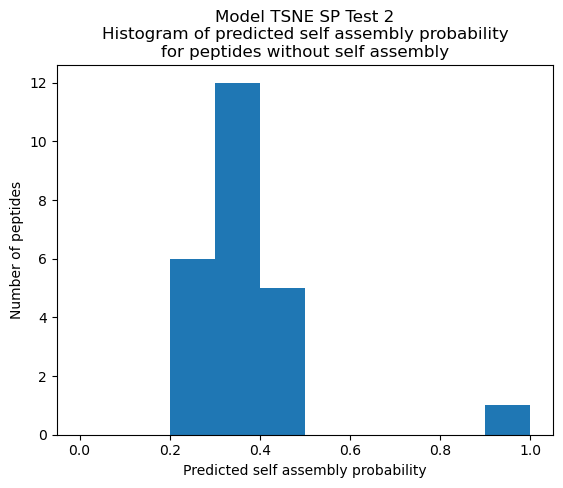 Model TSNE SP Test 2
Histogram of predicted self assembly probability
for peptides without self assembly
12
10
8
6
4
2
0
Number of peptides
0.0 0.2 0.4 0.6 0.8 1.0
Predicted self assembly probability